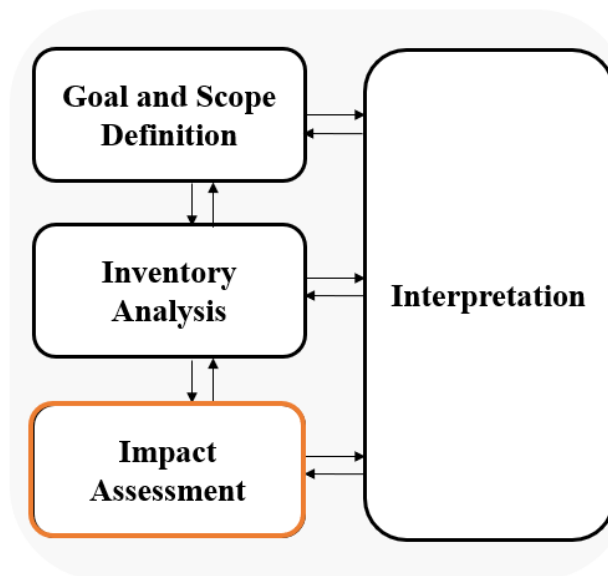 Goal and Scope
Definition
Inventory
Analysis
Interpretation
Impact
Assessment